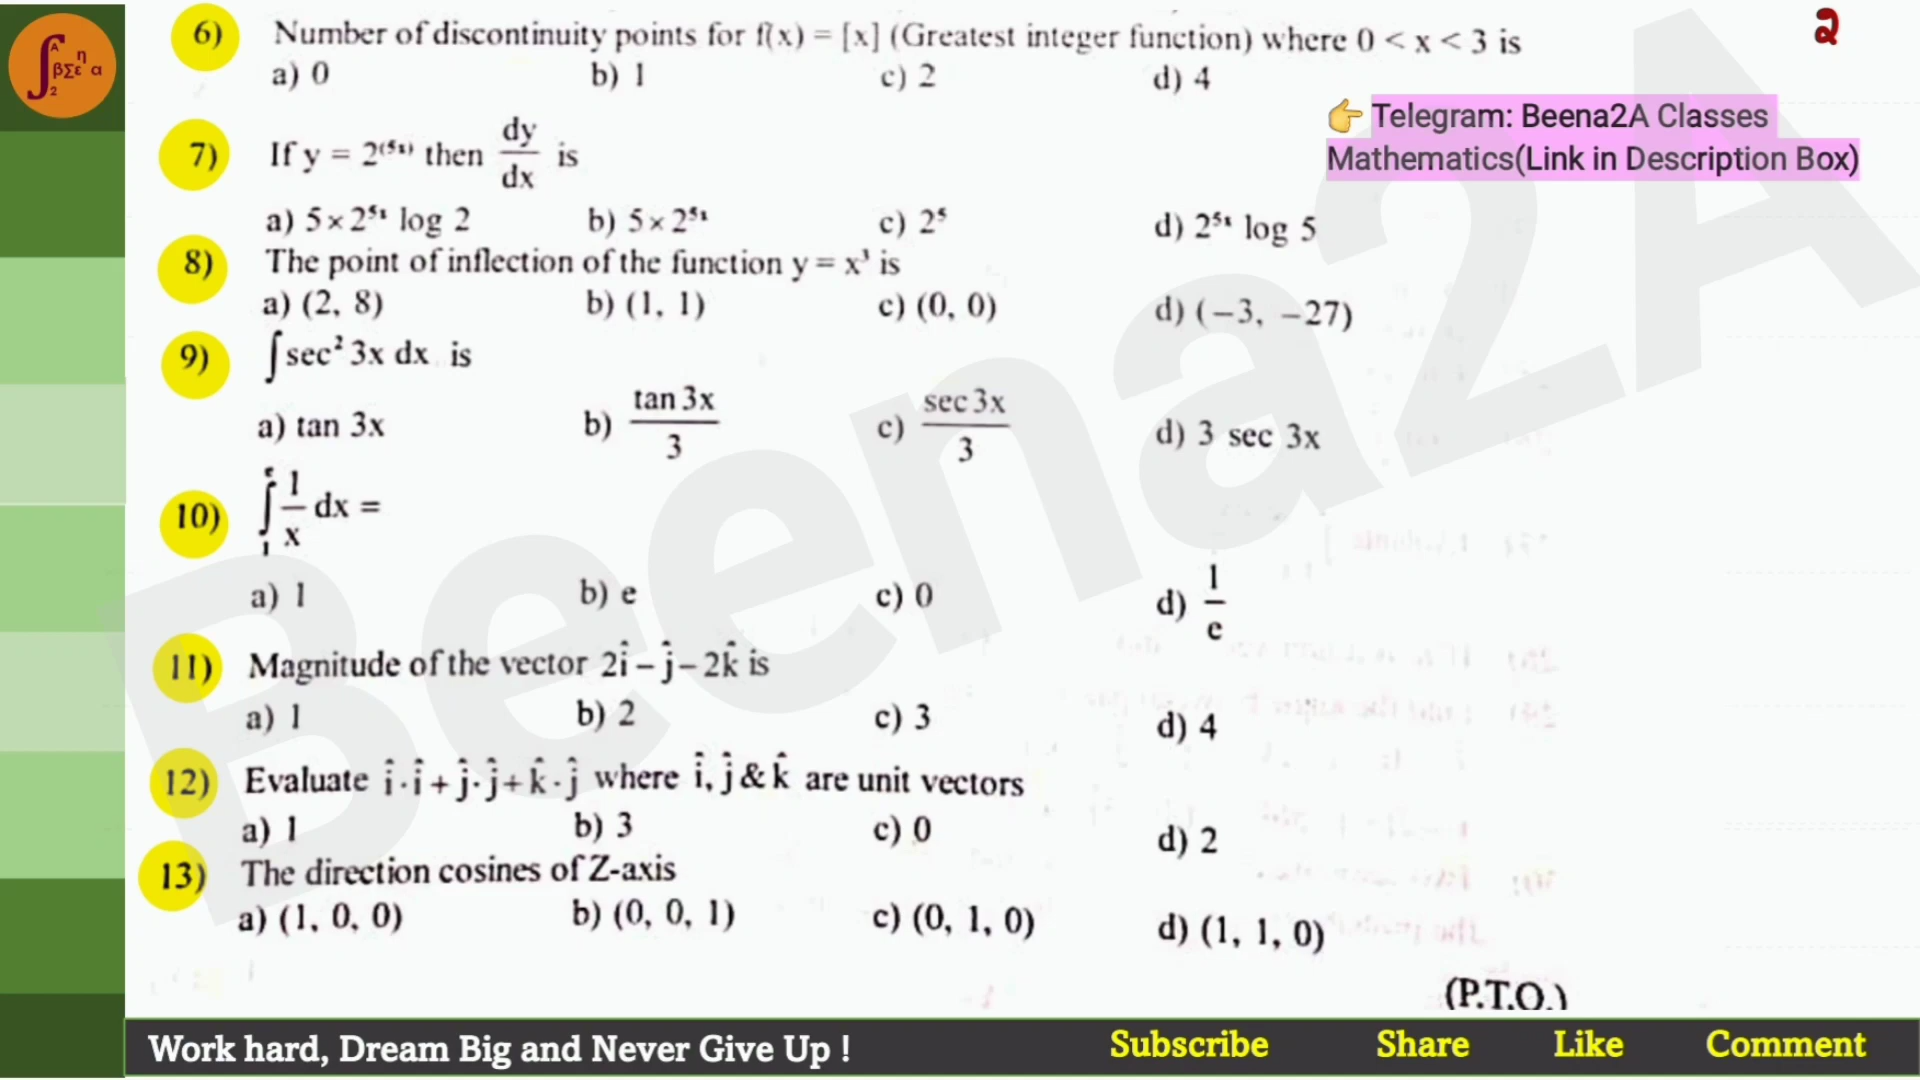 6) Number of discontinuity points for f(x) = [x] (Greatest integer function) where 0 < x < 3 is
a) 0 b) 1 c) 2 d) 4
2
👉 Telegram: Beena2A Classes
Mathematics(Link in Description Box)
7) If y = 2^(5x) then dy/dx is
a) 5 × 2^5x log 2 b) 5 × 2^5x c) 2^5 d) 2^5x log 5
8) The point of inflection of the function y = x³ is
a) (2, 8) b) (1, 1) c) (0, 0) d) (−3, −27)
9) ∫ sec² 3x dx is
a) tan 3x b) tan 3x/3 c) sec 3x/3 d) 3 sec 3x
10) ∫₁^e 1/x dx =
a) 1 b) e c) 0 d) 1/e
11) Magnitude of the vector 2î − ĵ − 2k̂ is
a) 1 b) 2 c) 3 d) 4
12) Evaluate î · î + ĵ · ĵ + k̂ · ĵ where î, ĵ & k̂ are unit vectors
a) 1 b) 3 c) 0 d) 2
13) The direction cosines of Z-axis
a) (1, 0, 0) b) (0, 0, 1) c) (0, 1, 0) d) (1, 1, 0)
(P.T.O.)
Beena2A
Work hard, Dream Big and Never Give Up ! Subscribe Share Like Comment